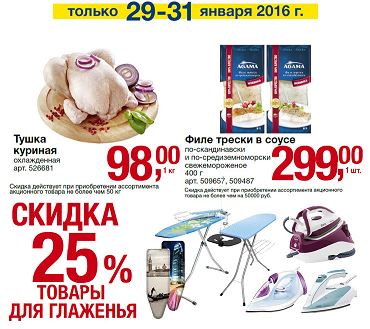 только 29-31 января 2016 г.
AGAMA
AGAMA
Тушка
куриная
охлажденная
арт. 526681
98,00
1 кг
Скидка действует при приобретении ассортимента
акционного товара не более чем 50 кг
Филе трески в соусе
по-скандинавски
и по-средиземноморски
свежемороженое
400 г
арт. 509657, 509487
299,00
1 шт.
Скидка действует при приобретении ассортимента акционного
товара не более чем на 50000 руб.
СКИДКА
25%
ТОВАРЫ
ДЛЯ ГЛАЖЕНЬЯ